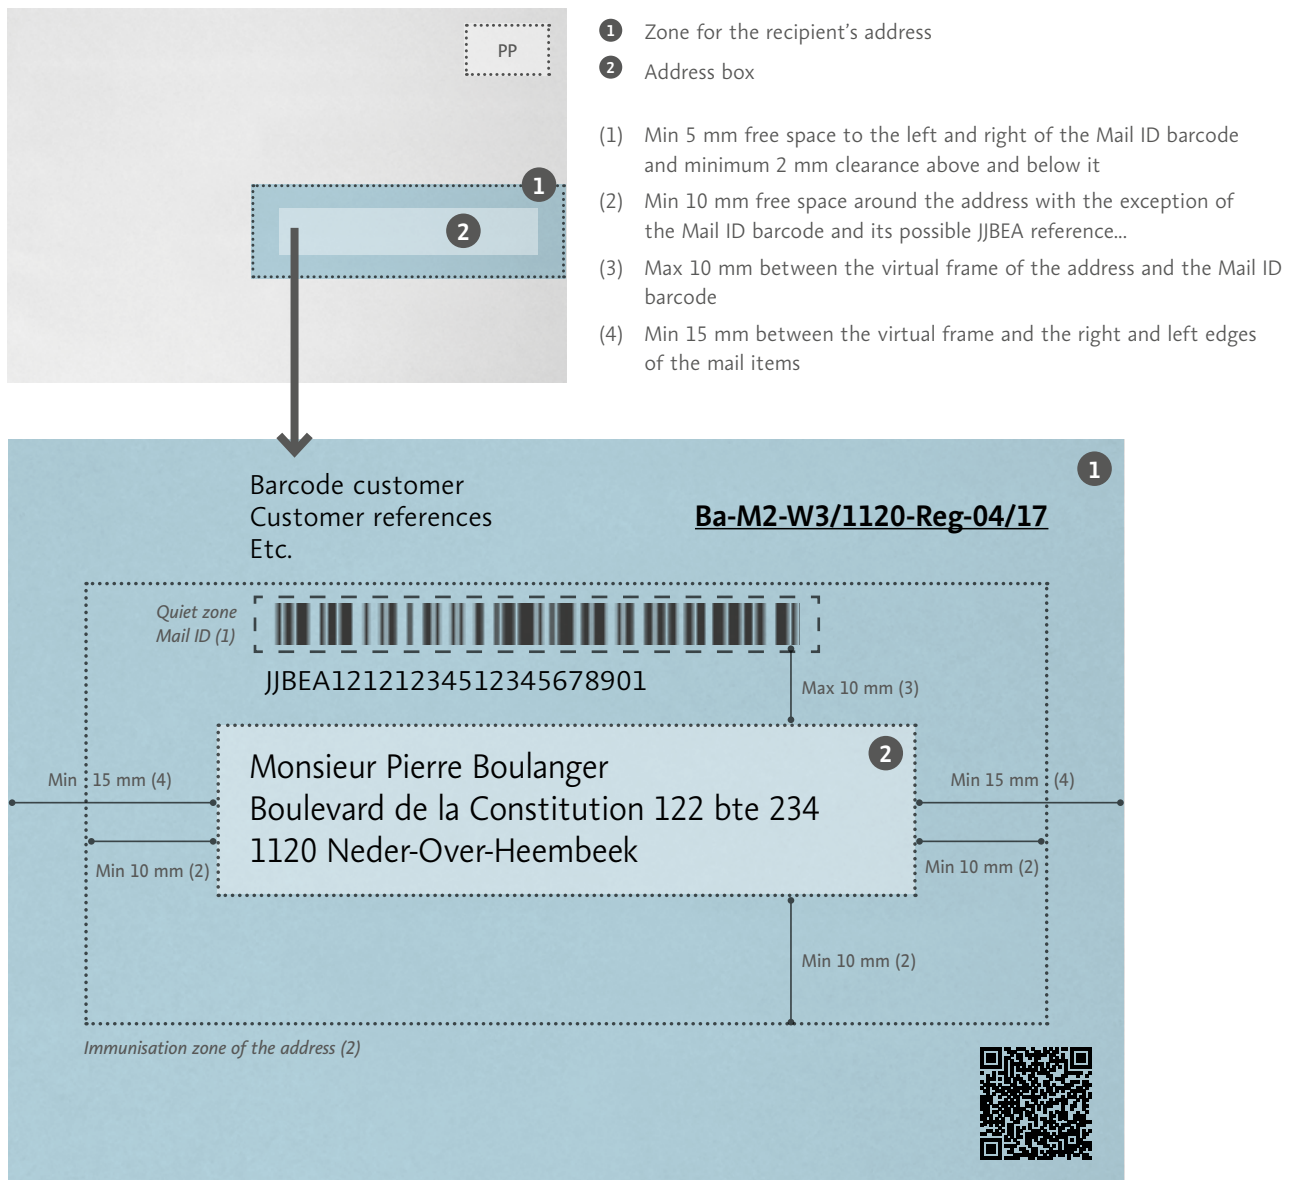 PP
1
2
1 Zone for the recipient's address
2 Address box
(1) Min 5 mm free space to the left and right of the Mail ID barcode
and minimum 2 mm clearance above and below it
(2) Min 10 mm free space around the address with the exception of
the Mail ID barcode and its possible JJBEA reference...
(3) Max 10 mm between the virtual frame of the address and the Mail ID
barcode
(4) Min 15 mm between the virtual frame and the right and left edges
of the mail items
1
Barcode customer
Customer references
Etc.
Ba-M2-W3/1120-Reg-04/17
Quiet zone
Mail ID (1)
JJBEA12121234512345678901
Max 10 mm (3)
2
Monsieur Pierre Boulanger
Boulevard de la Constitution 122 bte 234
1120 Neder-Over-Heembeek
Min 15 mm (4)
Min 10 mm (2)
Min 15 mm (4)
Min 10 mm (2)
Min 10 mm (2)
Immunisation zone of the address (2)